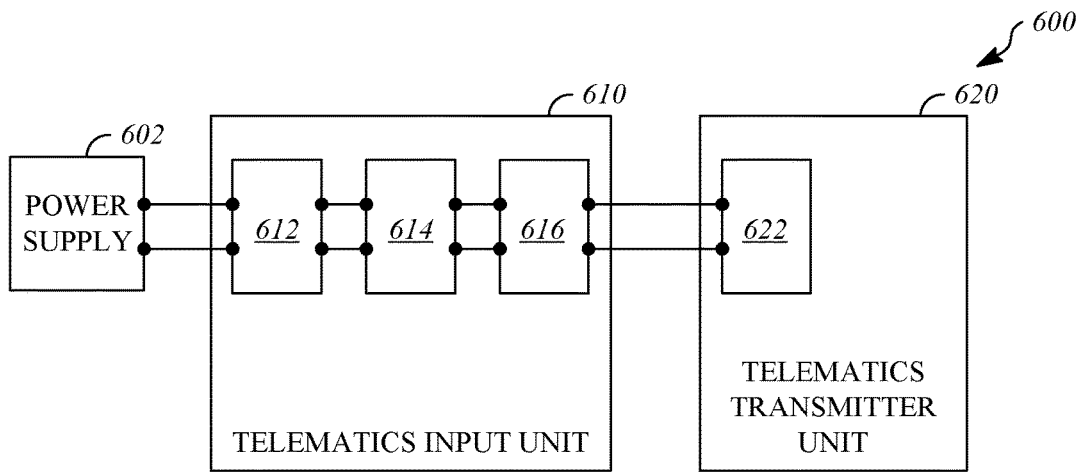 600
610
620
602
POWER
SUPPLY
612
614
616
622
TELEMATICS INPUT UNIT
TELEMATICS
TRANSMITTER
UNIT